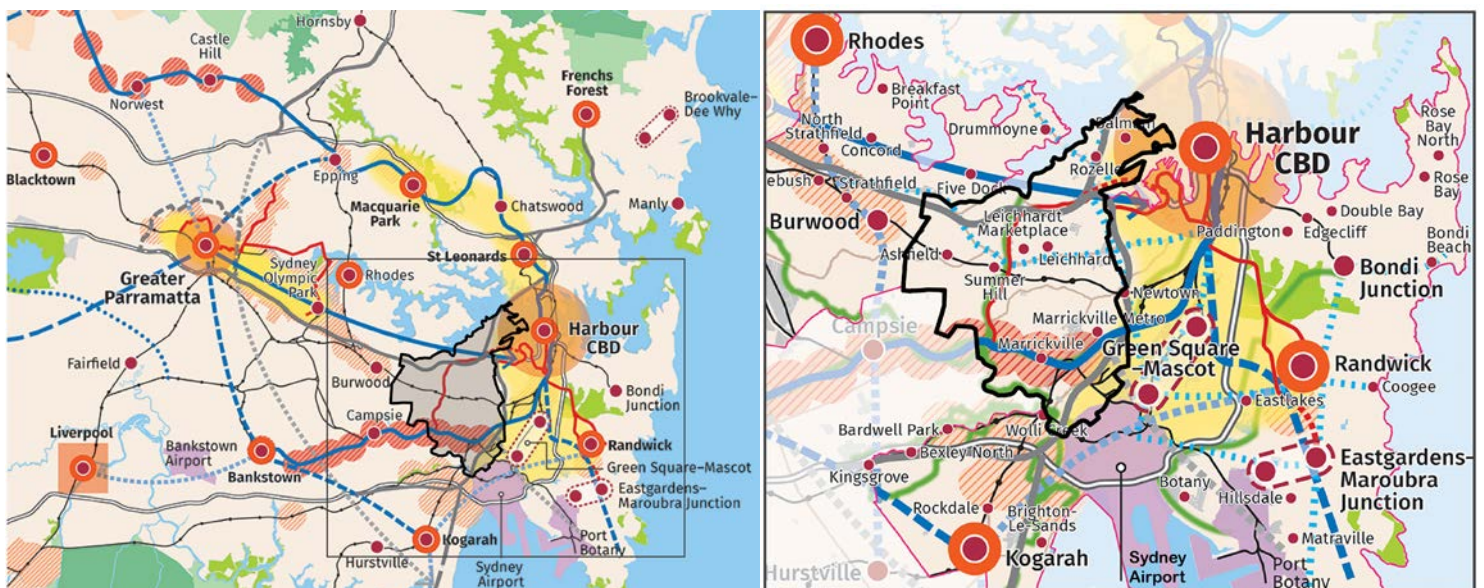 Hornsby
Castle
Hill
Norwest
Frenchs
Forest
Brookvale–
Dee Why
Blacktown
Epping
Macquarie
Park
Chatswood
Manly
St Leonards
Greater
Parramatta
Sydney
Olympic
Park
Rhodes
Harbour
CBD
Fairfield
Burwood
Bondi
Junction
Campsie
Liverpool
Bankstown
Airport
Bankstown
Randwick
Green Square–Mascot
Eastgardens–
Maroubra Junction
Kogarah
Hurstville
Sydney
Airport
Port
Botany
Rhodes
Breakfast
Point
North
Strathfield
Concord
Drummoyne
Balmain
Rozelle
Harbour
CBD
Rose
Bay
North
Rose
Bay
ebush
Strathfield
Five Dock
Burwood
Leichhardt
Marketplace
Ashfield
Leichhardt
Summer
Hill
Double Bay
Edgecliff
Paddington
Bondi
Beach
Bondi
Junction
Newtown
Campsie
Marrickville Metro
Marrickville
Green Square
–Mascot
Randwick
Coogee
Eastlakes
Bardwell Park
Wolli Creek
Bexley North
Kingsgrove
Eastgardens–
Maroubra
Junction
Botany
Hillsdale
Rockdale
Brighton-
Le-Sands
Matraville
Kogarah
Sydney
Airport
Port
Botany
Hurstville